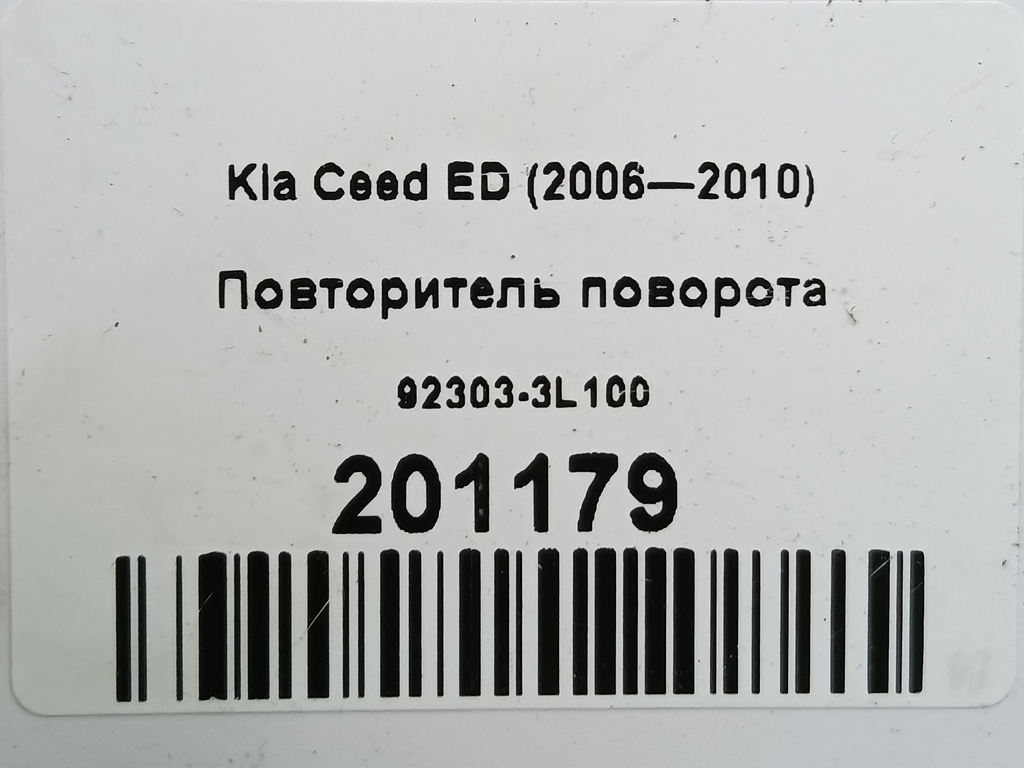 Kia Ceed ED (2006—2010)
Повторитель поворота
92303-3L100
201179